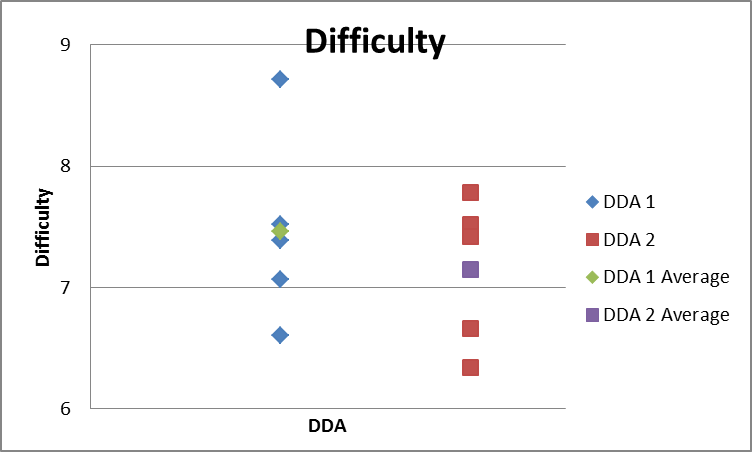 Difficulty
9
8
7
6
Difficulty
DDA
DDA 1
DDA 2
DDA 1 Average
DDA 2 Average